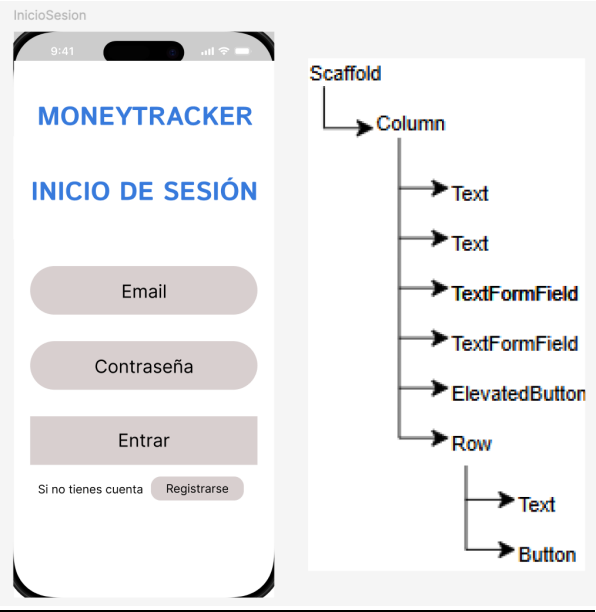 InicioSesion
9:41
MONEYTRACKER
INICIO DE SESIÓN
Email
Contraseña
Entrar
Si no tienes cuenta Registrarse
Scaffold
Column
Text
Text
TextFormField
TextFormField
ElevatedButton
Row
Text
Button